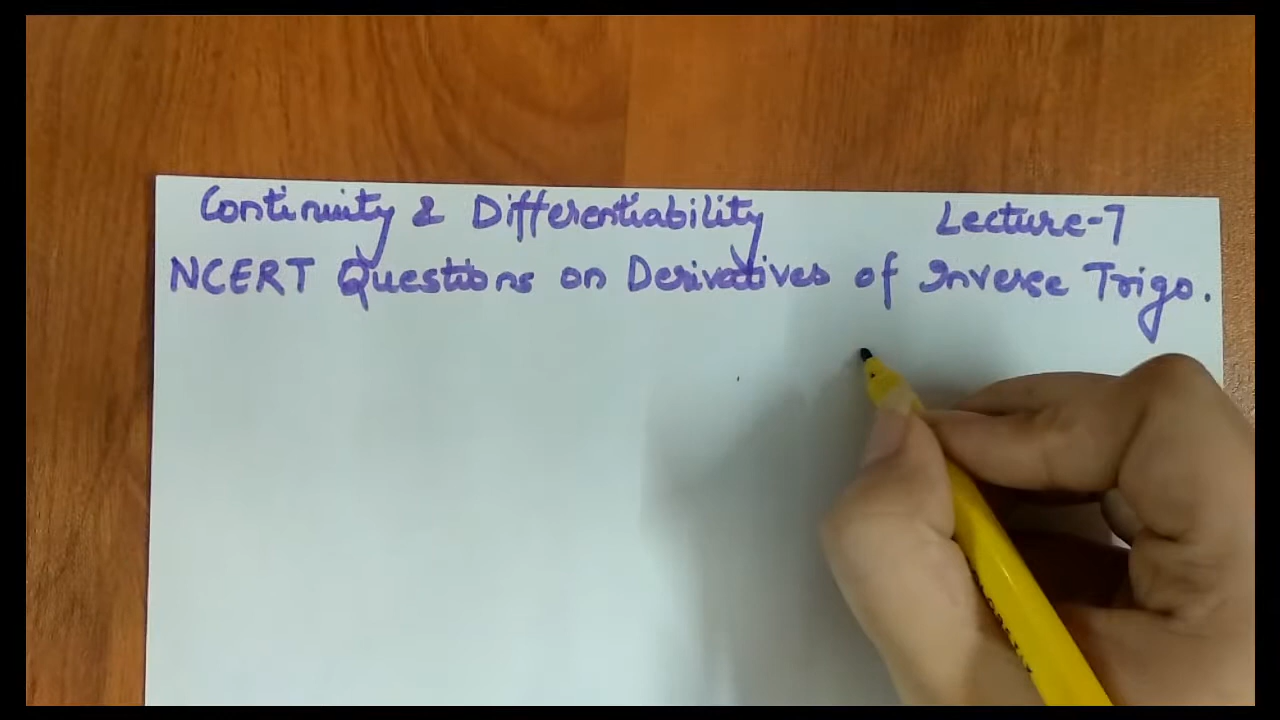 Continuity & Differentiability Lecture-7
NCERT Questions on Derivatives of Inverse Trigo.